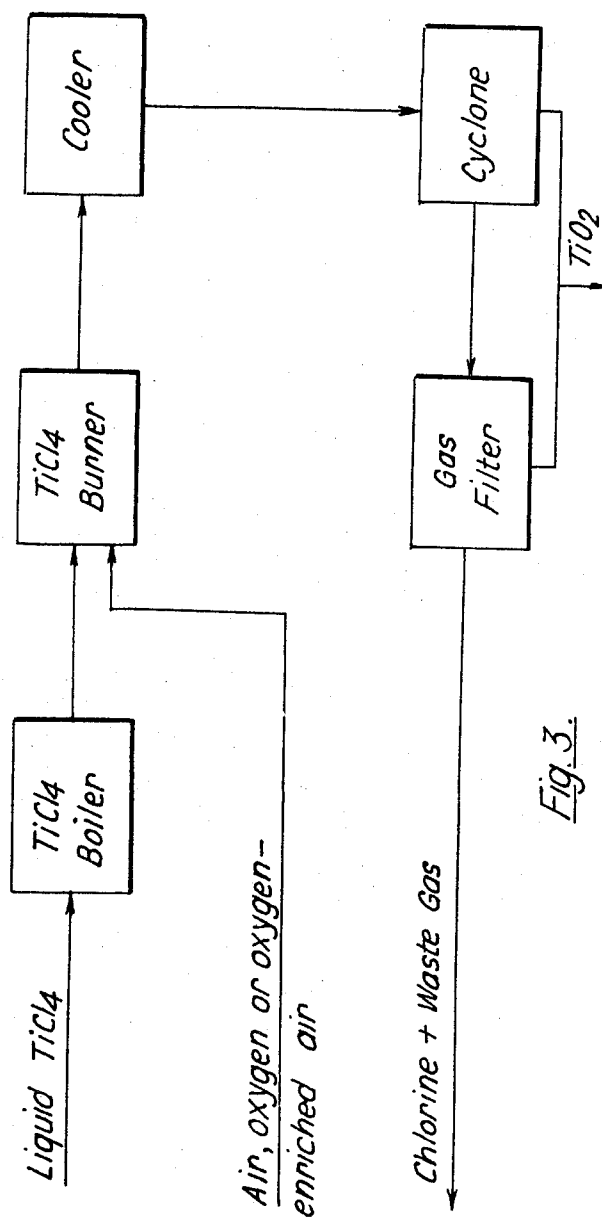 Liquid TiCl4
TiCl4
Boiler
TiCl4
Burner
Cooler
Air, oxygen or oxygen-
enriched air
Cyclone
Gas
Filter
TiO2
Chlorine + Waste Gas
Fig. 3.